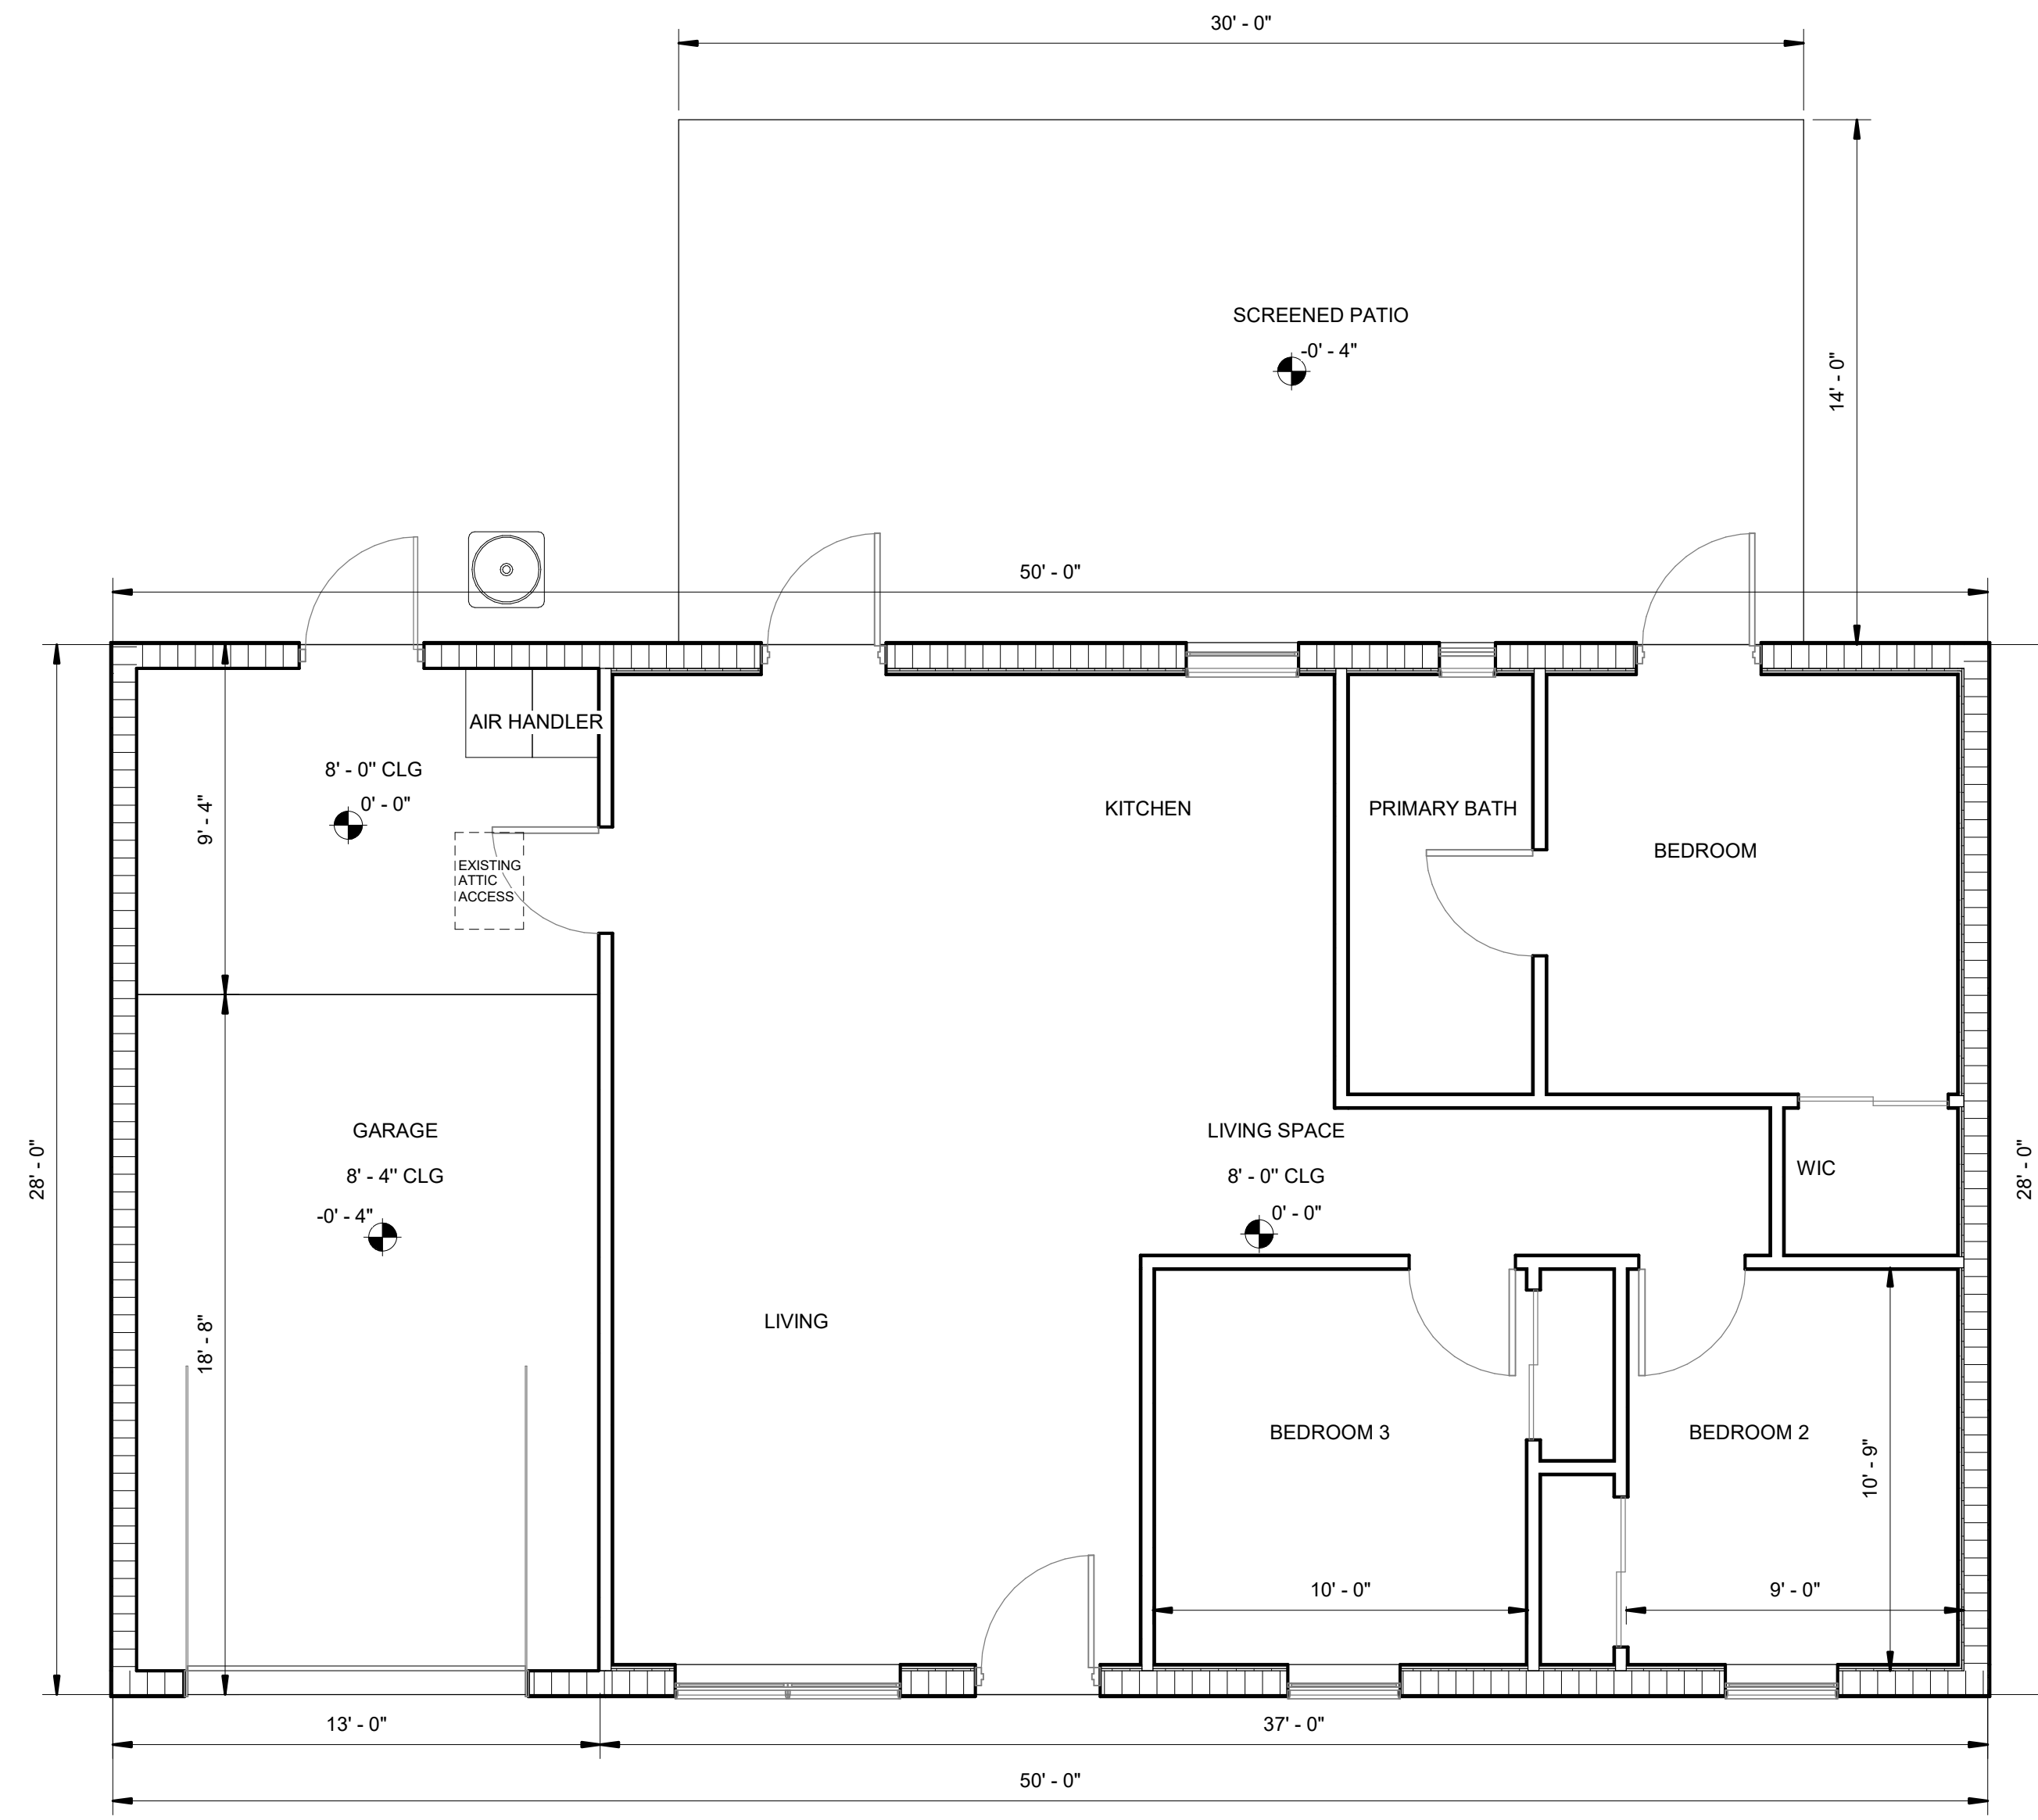 30' - 0"
SCREENED PATIO
-0' - 4"
14' - 0"
50' - 0"
AIR HANDLER
8' - 0" CLG
0' - 0"
9' - 4"
EXISTING
ATTIC
ACCESS
KITCHEN
PRIMARY BATH
BEDROOM
28' - 0"
GARAGE
8' - 4" CLG
-0' - 4"
LIVING SPACE
8' - 0" CLG
0' - 0"
WIC
28' - 0"
18' - 8"
LIVING
BEDROOM 3
BEDROOM 2
10' - 9"
10' - 0"
9' - 0"
13' - 0"
37' - 0"
50' - 0"